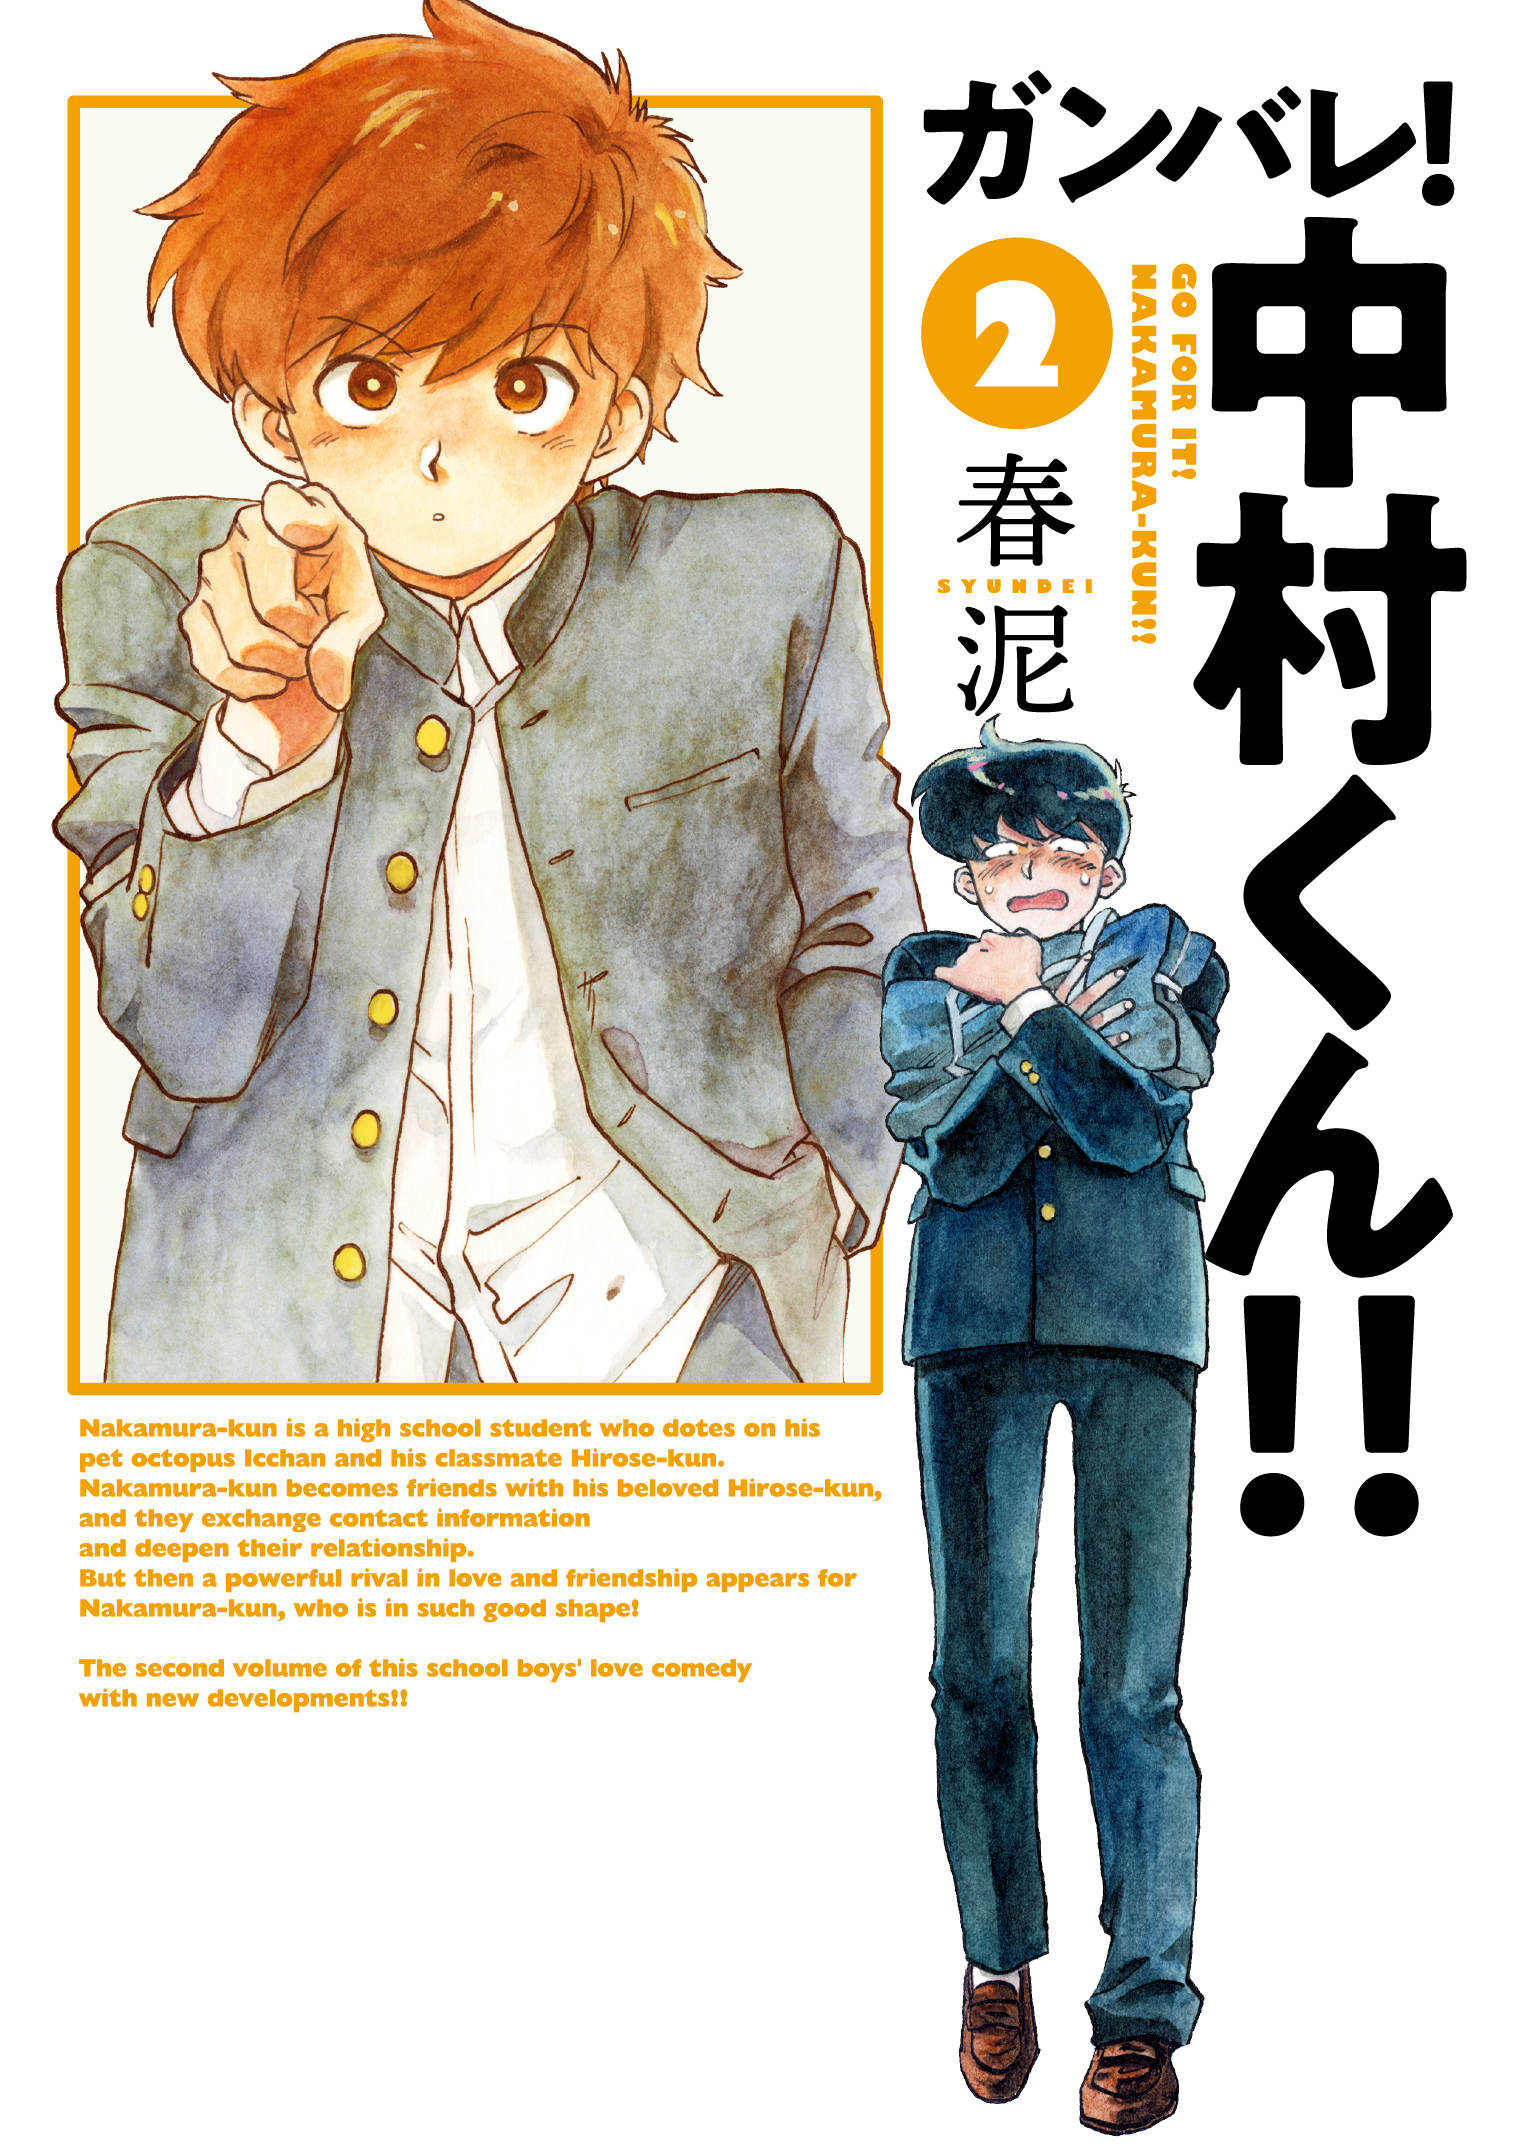 ガンバレ!
中村くん!!
GO FOR IT!
NAKAMURA-KUN!!
2
春泥
SYUNDEI
Nakamura-kun is a high school student who dotes on his
pet octopus Icchan and his classmate Hirose-kun.
Nakamura-kun becomes friends with his beloved Hirose-kun,
and they exchange contact information
and deepen their relationship.
But then a powerful rival in love and friendship appears for
Nakamura-kun, who is in such good shape!
The second volume of this school boys' love comedy
with new developments!!